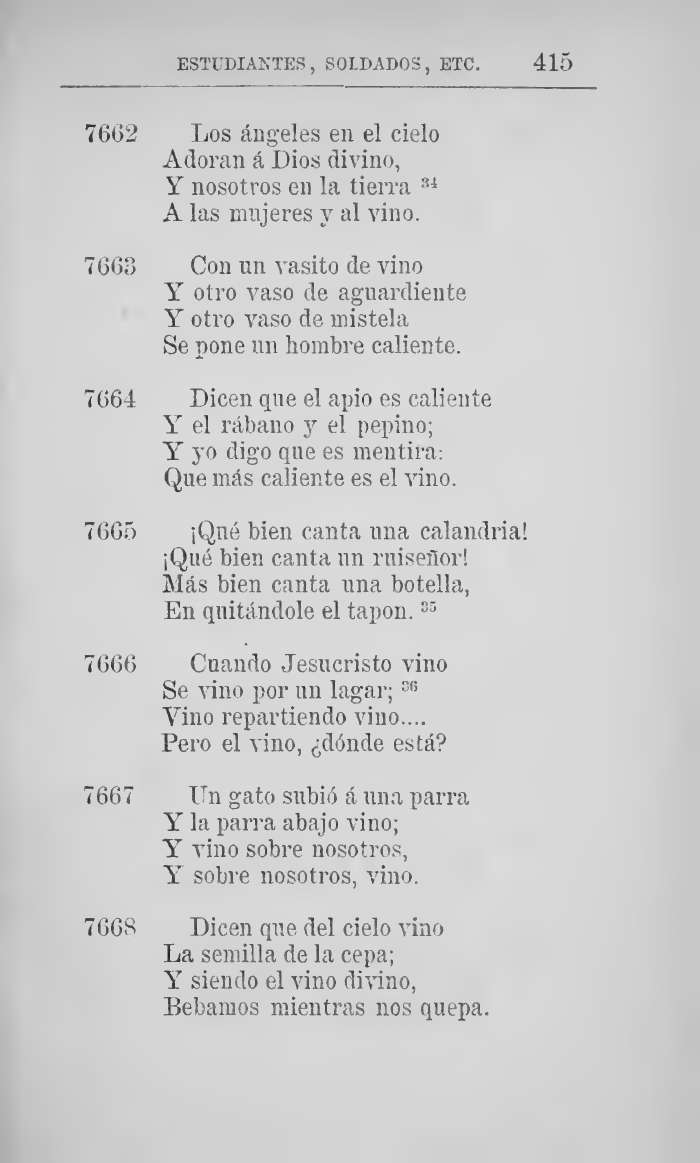 ESTUDIANTES, SOLDADOS, ETC. 415
7662 Los ángeles en el cielo
Adoran á Dios divino,
Y nosotros en la tierra 34
A las mujeres y al vino.
7663 Con un vasito de vino
Y otro vaso de aguardiente
Y otro vaso de mistela
Se pone un hombre caliente.
7664 Dicen que el apio es caliente
Y el rábano y el pepino;
Y yo digo que es mentira:
Que más caliente es el vino.
7665 ¡Qué bien canta una calandria!
¡Qué bien canta un ruiseñor!
Más bien canta una botella,
En quitándole el tapon. 35
7666 Cuando Jesucristo vino
Se vino por un lagar; 36
Vino repartiendo vino....
Pero el vino, ¿dónde está?
7667 Un gato subió á una parra
Y la parra abajo vino;
Y vino sobre nosotros,
Y sobre nosotros, vino.
7668 Dicen que del cielo vino
La semilla de la cepa;
Y siendo el vino divino,
Bebamos mientras nos quepa.